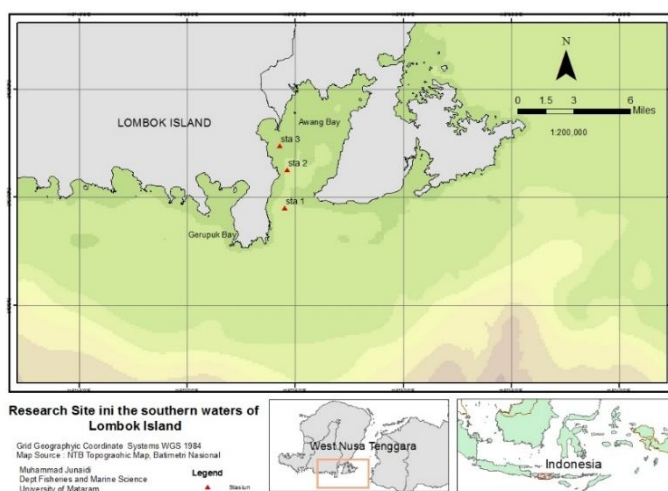 N
0 1.5 3 6
Miles
1:200,000
LOMBOK ISLAND
Awang Bay
sta 3
sta 2
sta 1
Gerupuk Bay
Research Site ini the southern waters of
Lombok Island
Grid Geographyic Coordinate Systems WGS 1984
Map Source : NTB Topograohic Map, Batimetri Nasional
Muhammad Junaidi
Dept Fisheries and Marine Science
University of Mataram
Legend
Stasiun
West Nusa Tenggara
Indonesia